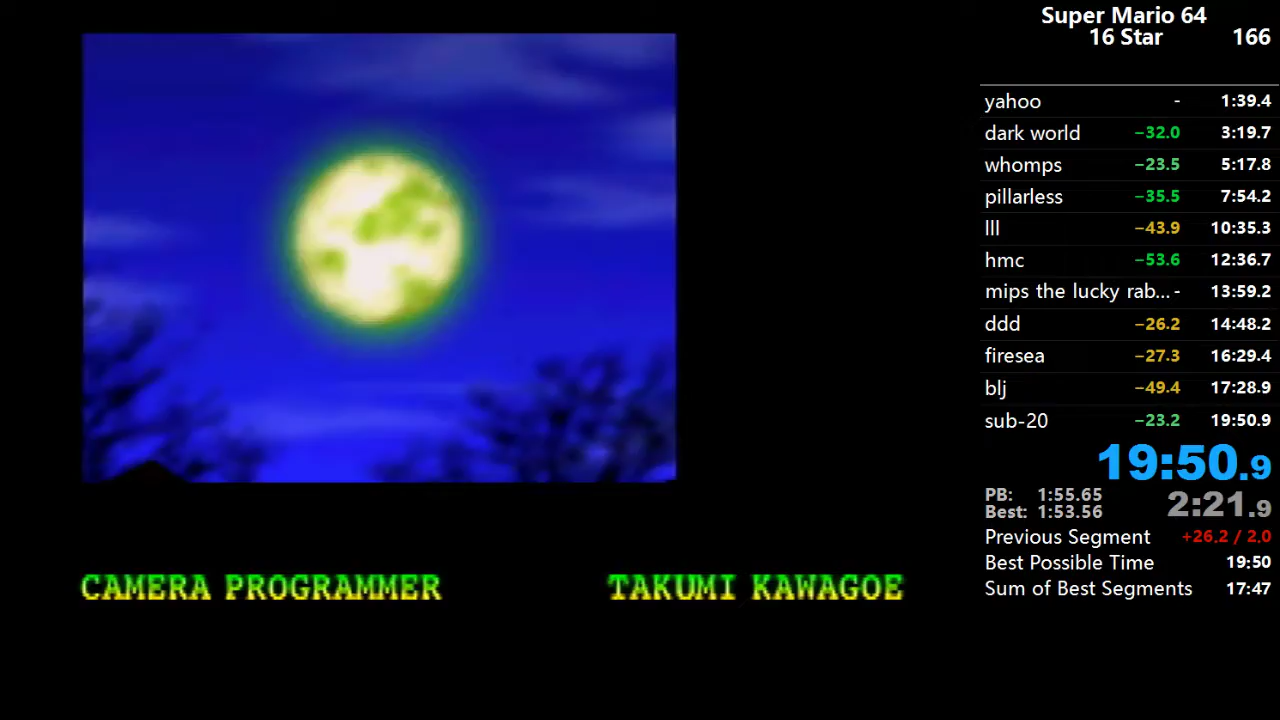 Super Mario 64
16 Star 166
yahoo - 1:39.4
dark world −32.0 3:19.7
whomps −23.5 5:17.8
pillarless −35.5 7:54.2
lll −43.9 10:35.3
hmc −53.6 12:36.7
mips the lucky rab... - 13:59.2
ddd −26.2 14:48.2
firesea −27.3 16:29.4
blj −49.4 17:28.9
sub-20 −23.2 19:50.9
19:50.9
PB: 1:55.65
Best: 1:53.56
2:21.9
Previous Segment +26.2 / 2.0
Best Possible Time 19:50
Sum of Best Segments 17:47
CAMERA PROGRAMMER TAKUMI KAWAGOE